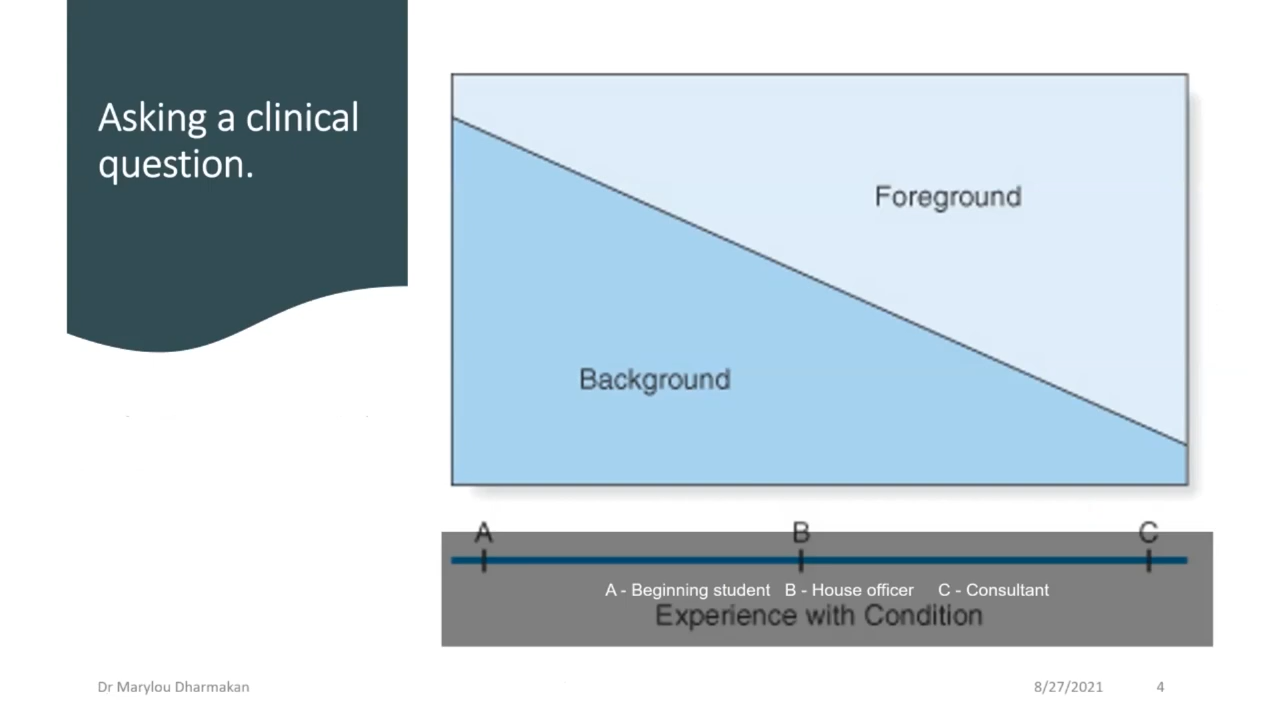 Asking a clinical
question.
Foreground
Background
A B C
A - Beginning student B - House officer C - Consultant
Experience with Condition
Dr Marylou Dharmakan 8/27/2021 4